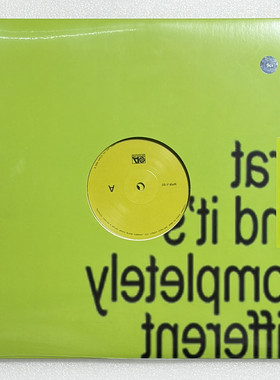 rat
nd it's
ompletely
ifferent
A